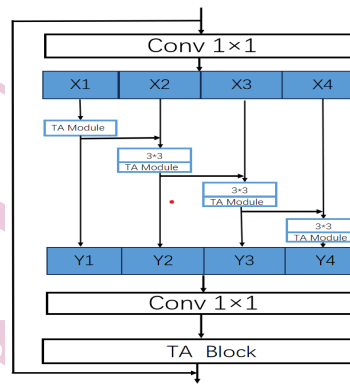 Conv 1×1
X1 X2 X3 X4
TA Module
3*3
TA Module
3*3
TA Module
3*3
TA Module
Y1 Y2 Y3 Y4
Conv 1×1
TA Block